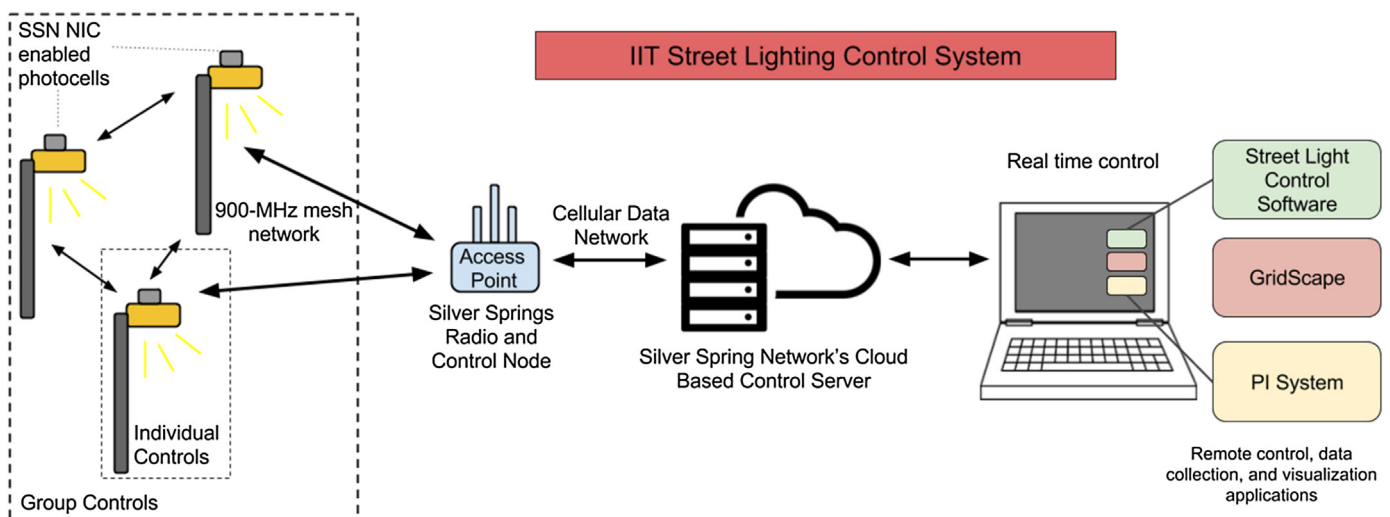 SSN NIC
enabled
photocells
IIT Street Lighting Control System
900-MHz mesh
network
Individual
Controls
Group Controls
Access
Point
Silver Springs
Radio and
Control Node
Cellular Data
Network
Silver Spring Network's Cloud
Based Control Server
Real time control
Street Light
Control
Software
GridScape
PI System
Remote control, data
collection, and visualization
applications